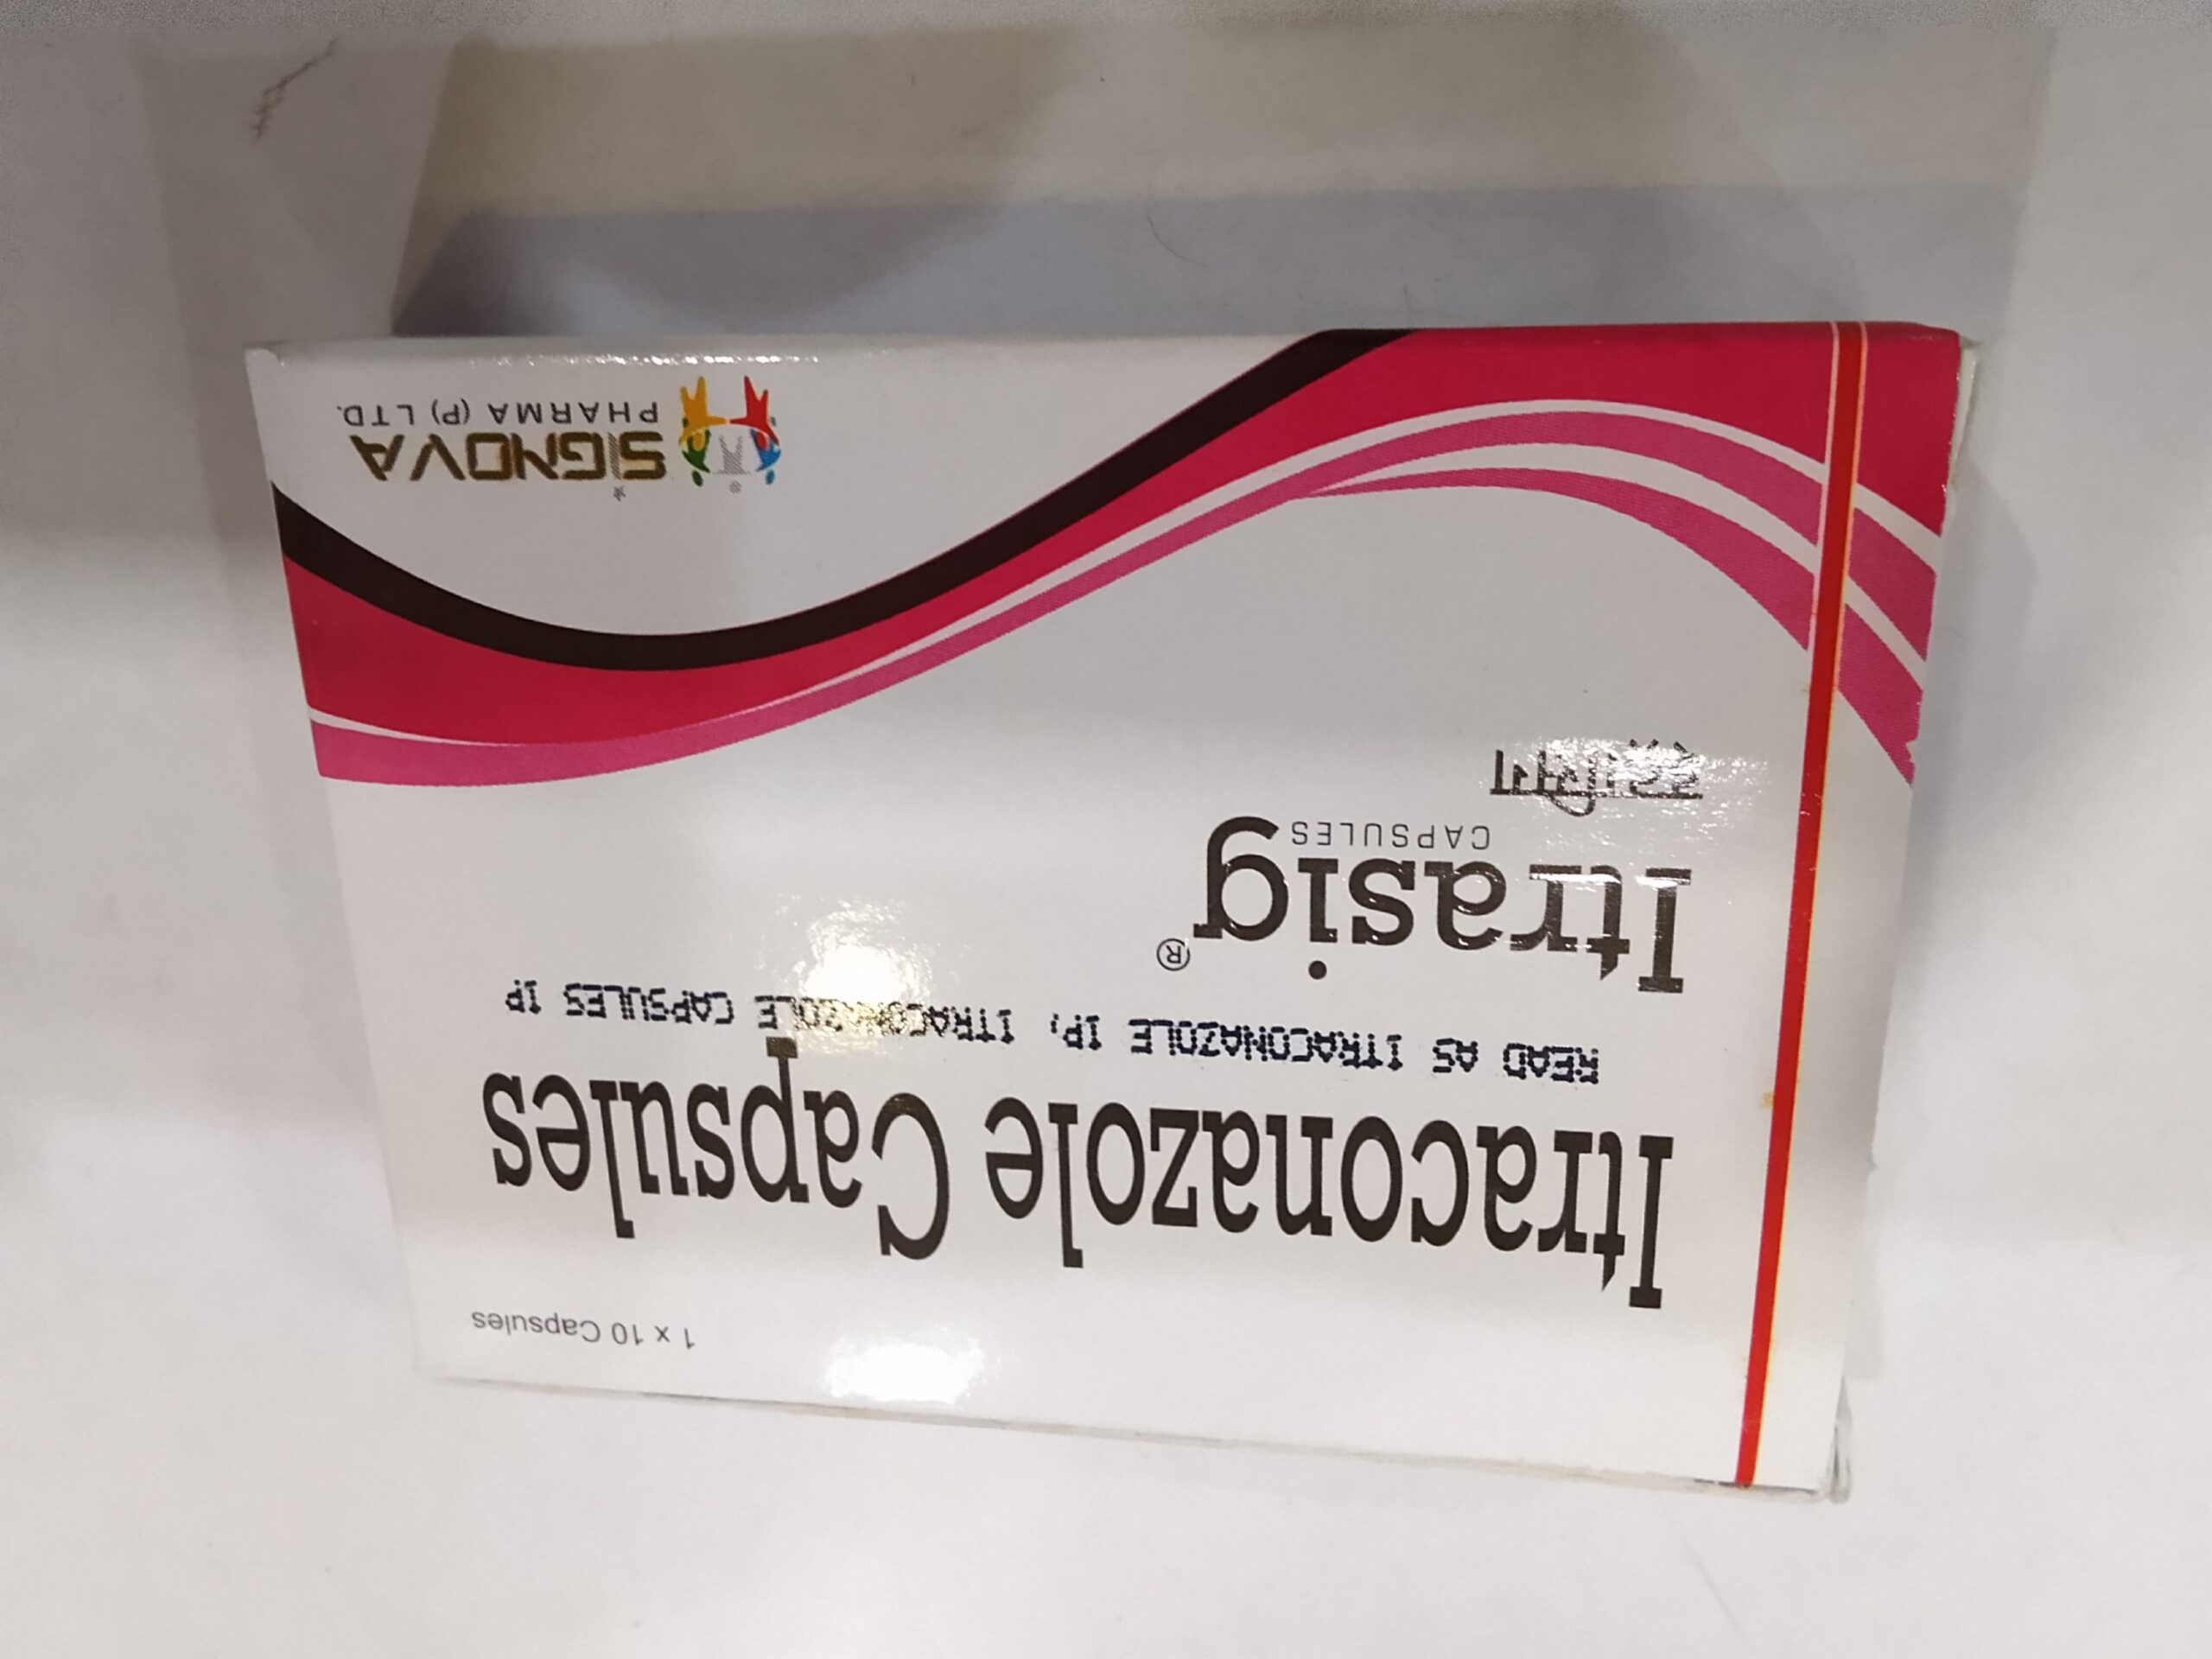 1 x 10 Capsules
Itraconazole Capsules
READ AS ITRACONAZOLE IP, ITRACONAZOLE CAPSULES IP
Itrasig®
CAPSULES
SIGNOVA
PHARMA (P) LTD.